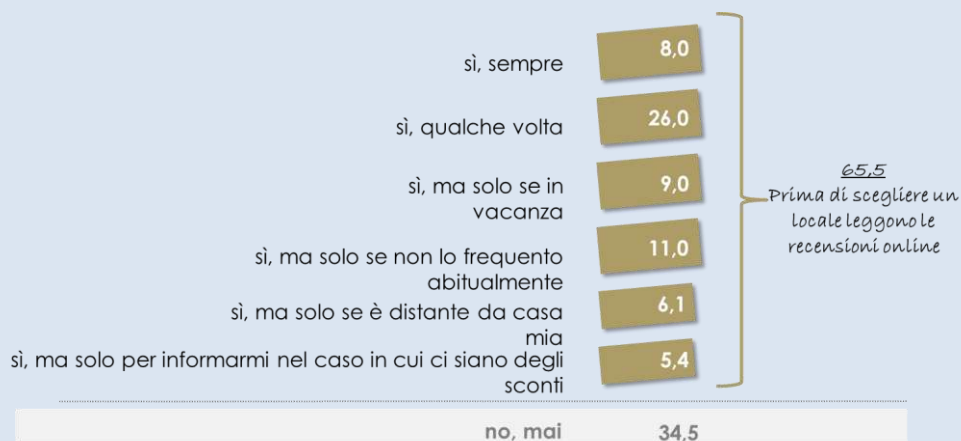 sì, sempre
8,0
sì, qualche volta
26,0
sì, ma solo se in
vacanza
9,0
sì, ma solo se non lo frequento
abitualmente
11,0
sì, ma solo se è distante da casa
mia
6,1
sì, ma solo per informarmi nel caso in cui ci siano degli
sconti
5,4
65,5
Prima di scegliere un
locale leggono le
recensioni online
no, mai
34,5